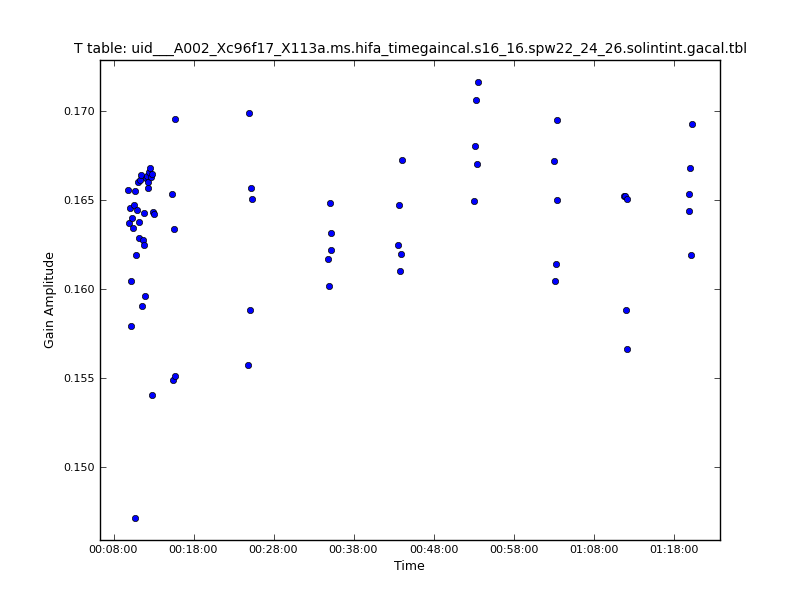 T table: uid___A002_Xc96f17_X113a.ms.hifa_timegaincal.s16_16.spw22_24_26.solintint.gacal.tbl
0.170
0.165
0.160
0.155
0.150
Gain Amplitude
00:08:00 00:18:00 00:28:00 00:38:00 00:48:00 00:58:00 01:08:00 01:18:00
Time